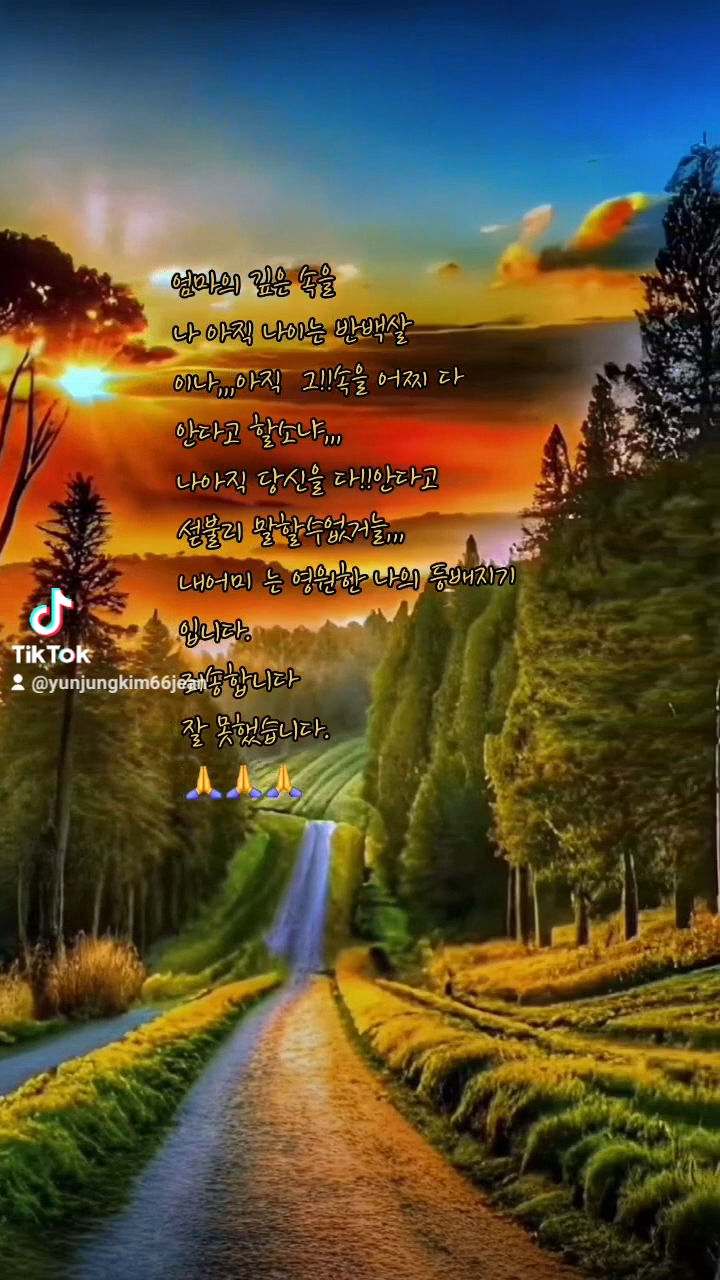 엄마의 깊은 속을
나 아직 나이는 반백살
이나,,,아직 그!!속을 어찌 다
안다고 할소냐,,,
나아직 당신을 다!!안다고
섣불리 말할수없거늘,,,
내어미 는 영원한 나의 등배지기
입니다.
죄송합니다
잘 못했습니다.
🙏🙏🙏
TikTok
@yunjungkim66jean